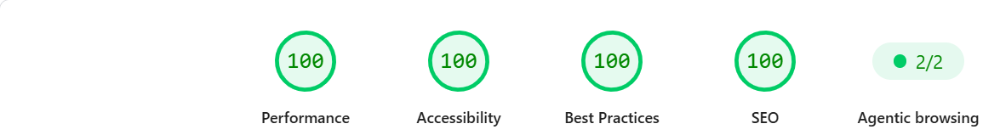 100 100 100 100 2/2
Performance Accessibility Best Practices SEO Agentic browsing